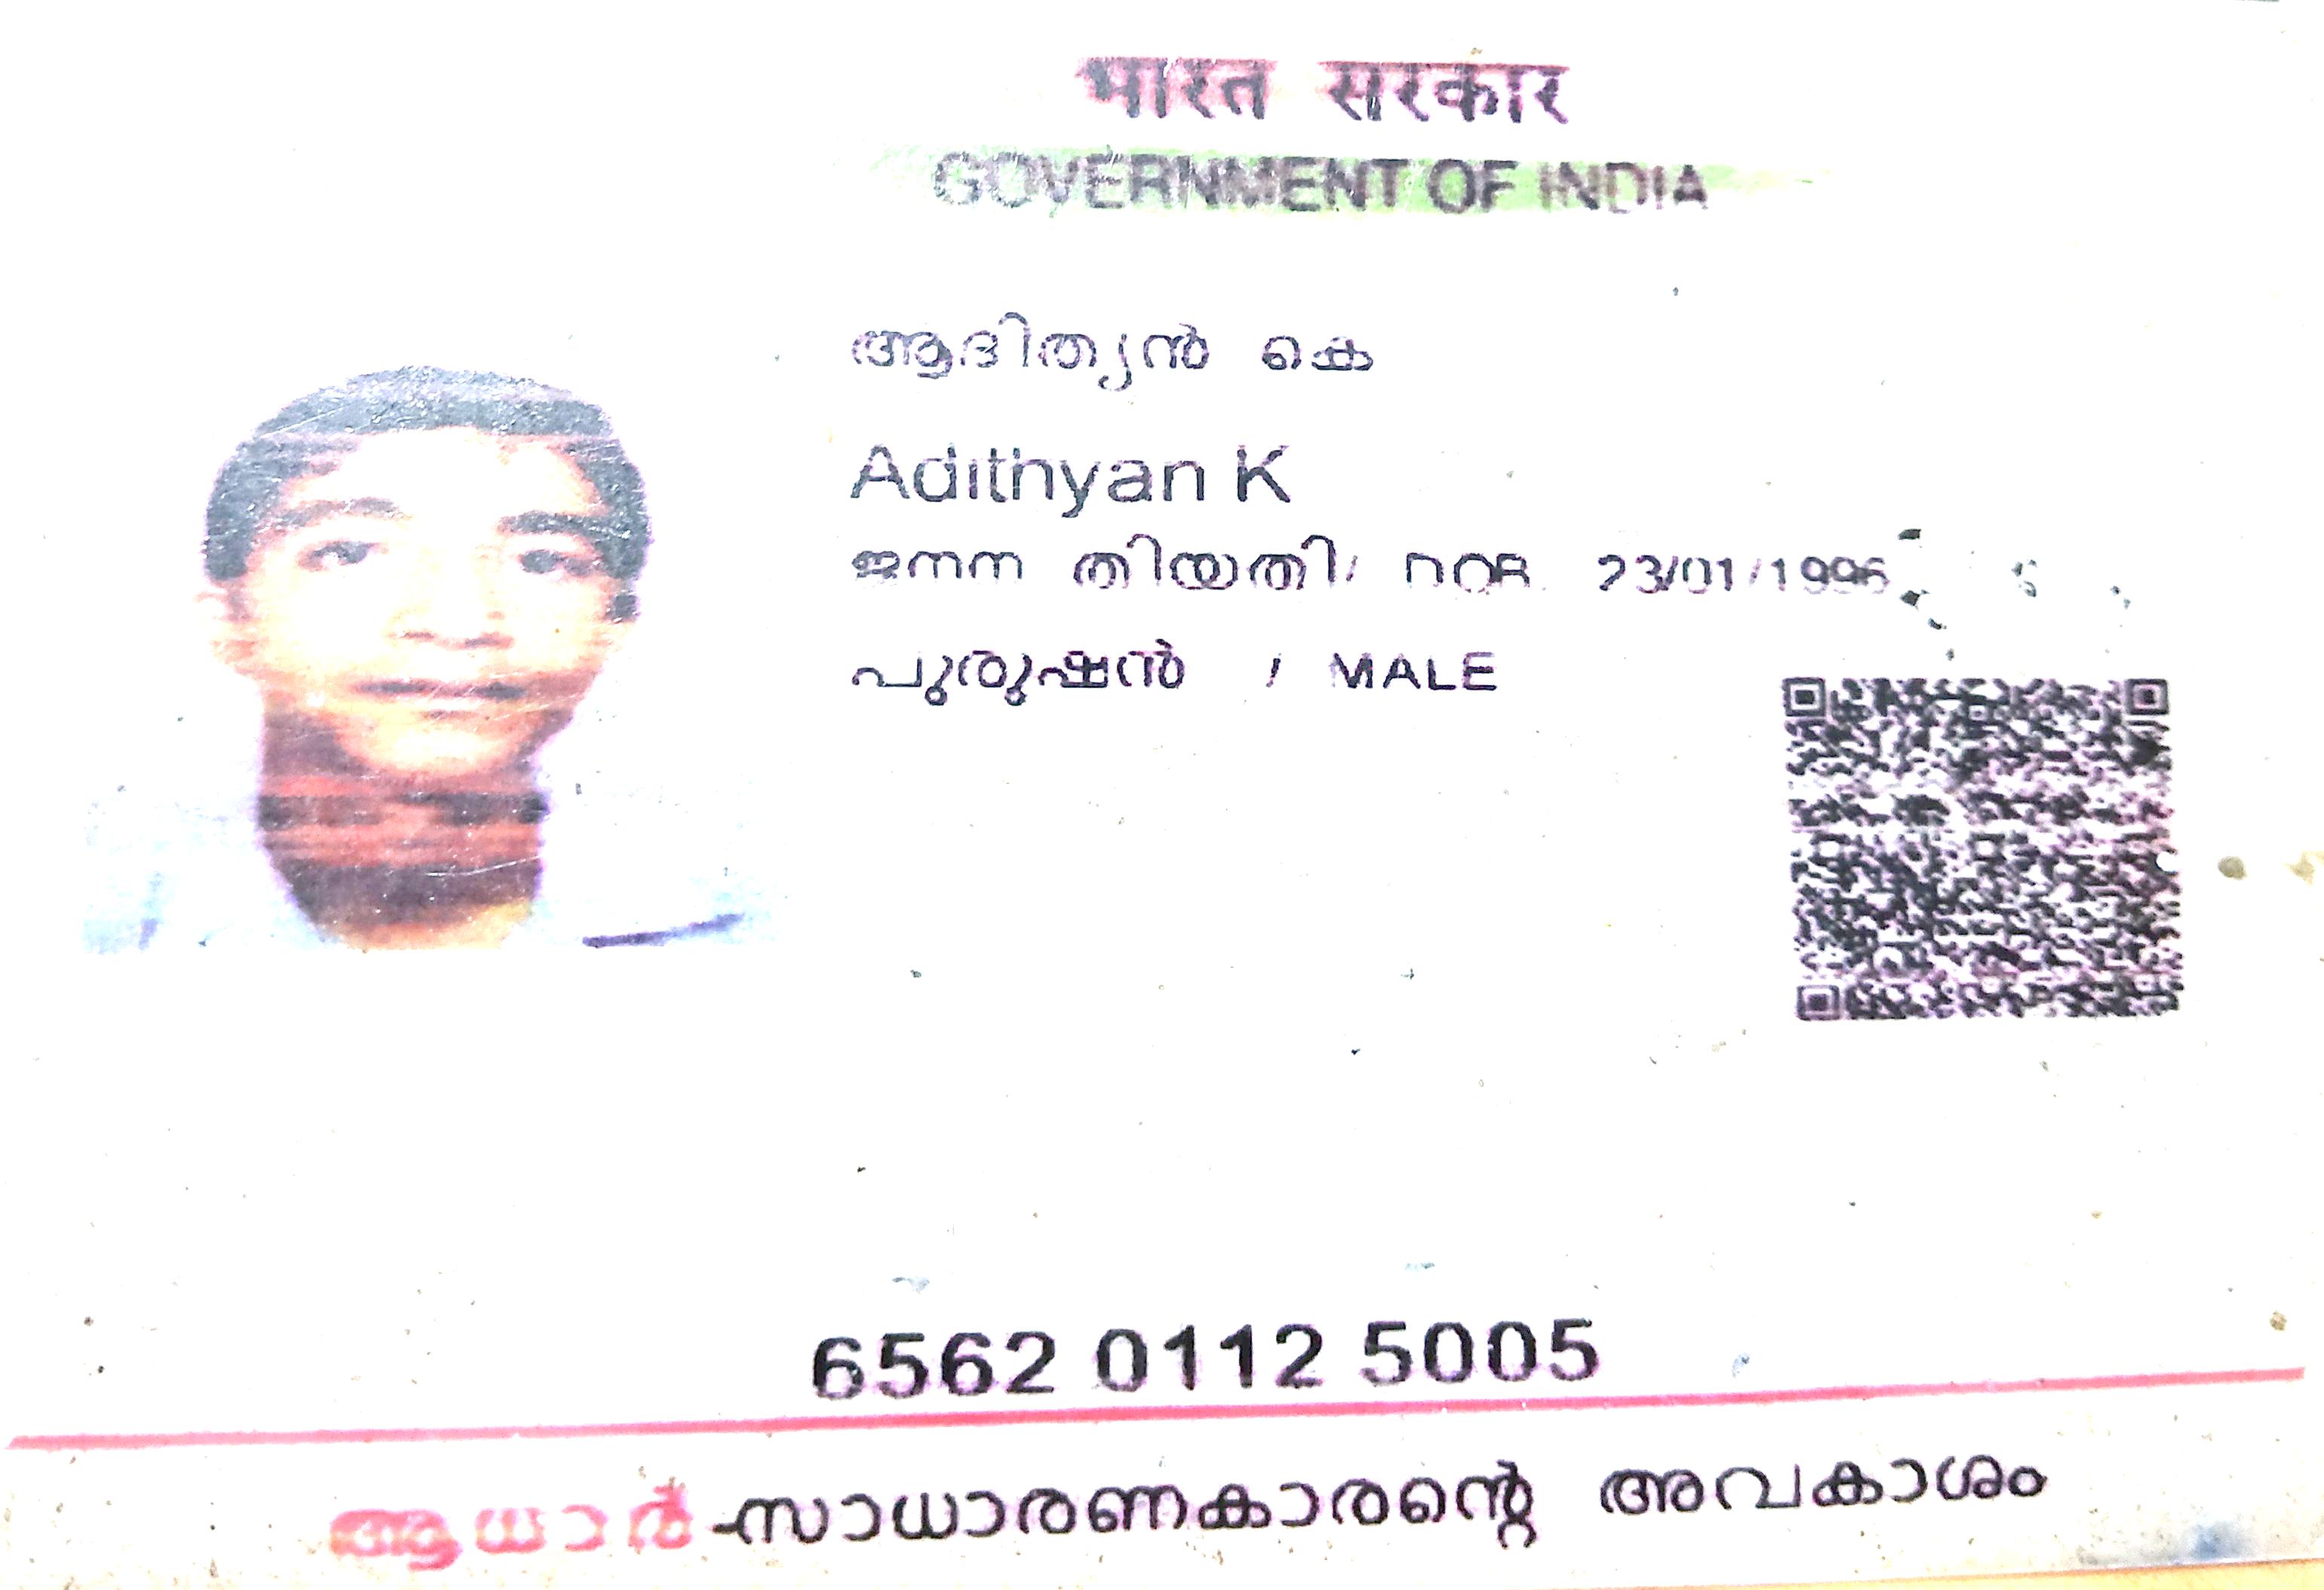 भारत सरकार
GOVERNMENT OF INDIA
ആദിത്യൻ കെ
Adithyan K
ജനന തിയതി/ DOB: 23/01/1996
പുരുഷൻ / MALE
6562 0112 5005
ആധാർ-സാധാരണകാരന്റെ അവകാശം